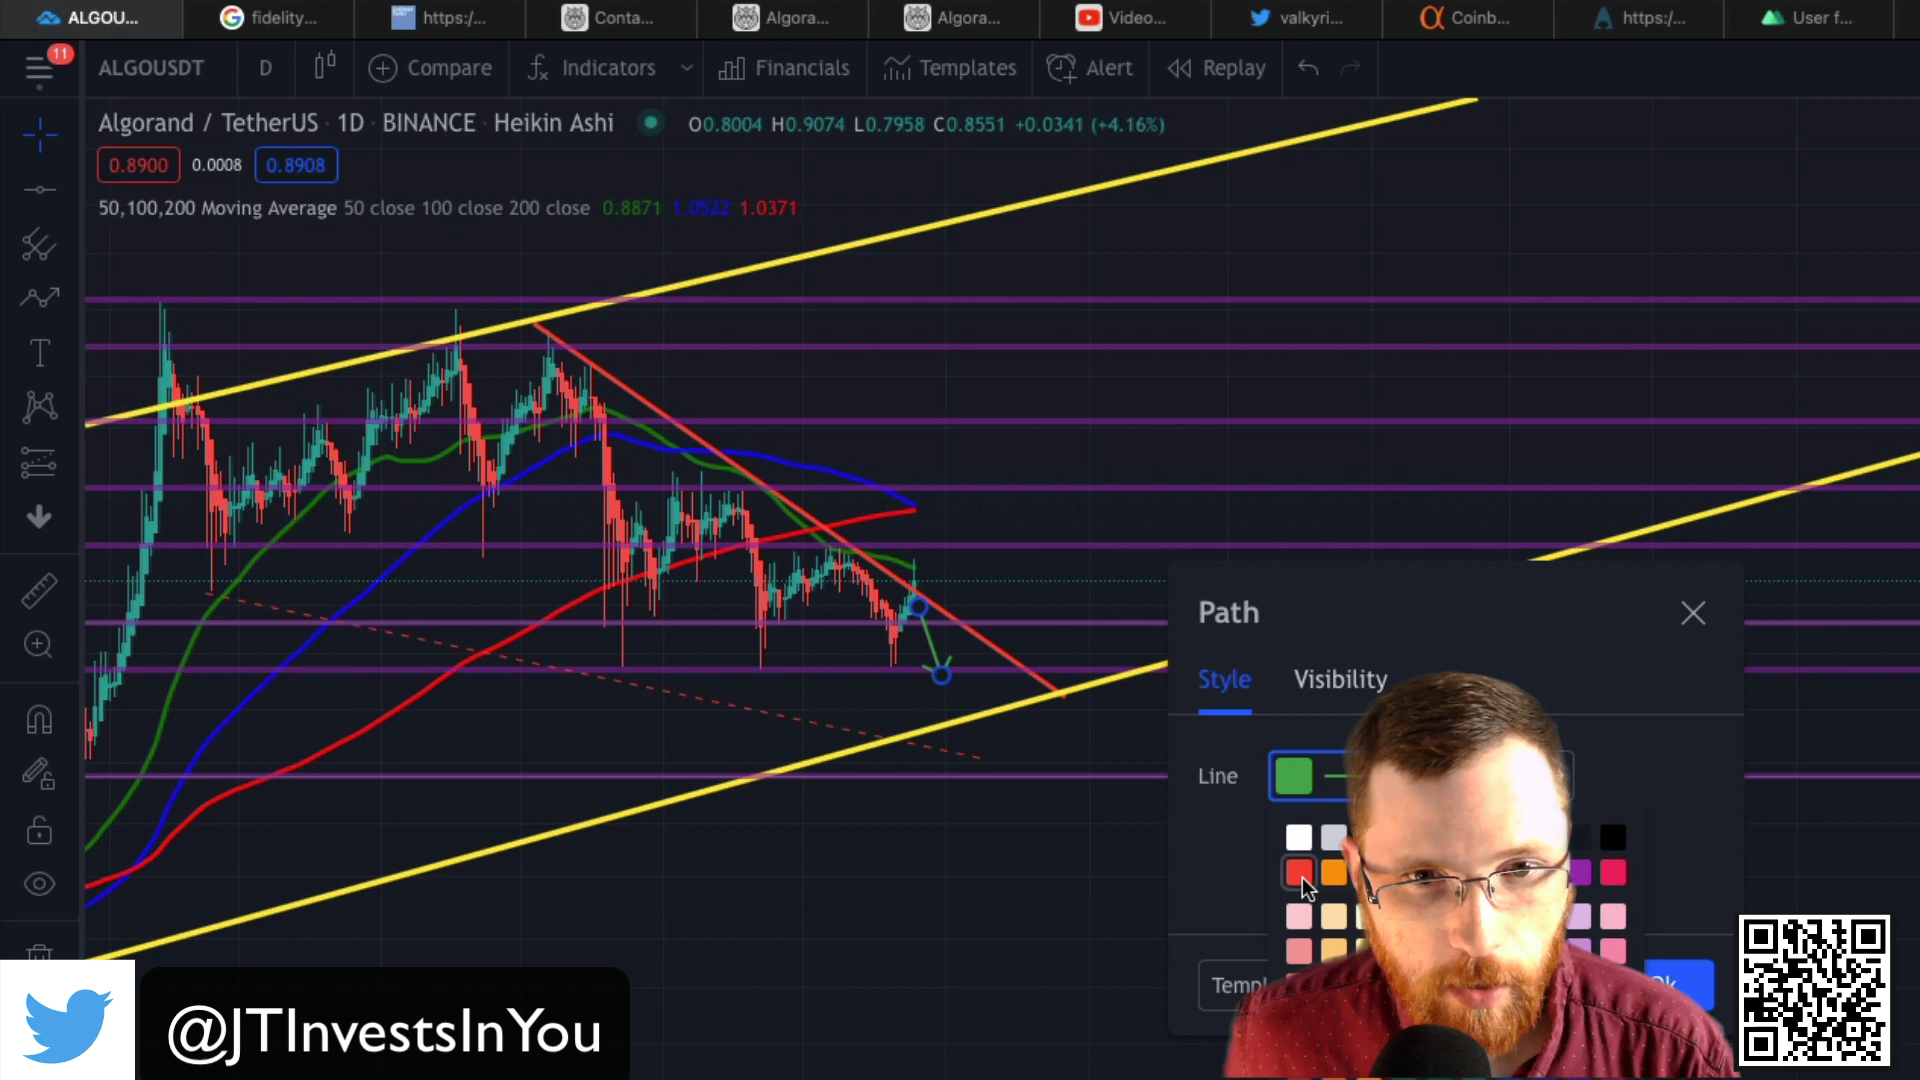 ALGOU... fidelity... https:/... Conta... Algora... Algora... Video... valkyri... Coinb... https:/... User f...
11 ALGOUSDT D Compare Indicators Financials Templates Alert Replay
Algorand / TetherUS · 1D · BINANCE · Heikin Ashi O0.8004 H0.9074 L0.7958 C0.8551 +0.0341 (+4.16%)
0.8900 0.0008 0.8908
50,100,200 Moving Average 50 close 100 close 200 close 0.8871 1.0522 1.0371
Path
Style Visibility
Line
Templ
@JTInvestsInYou